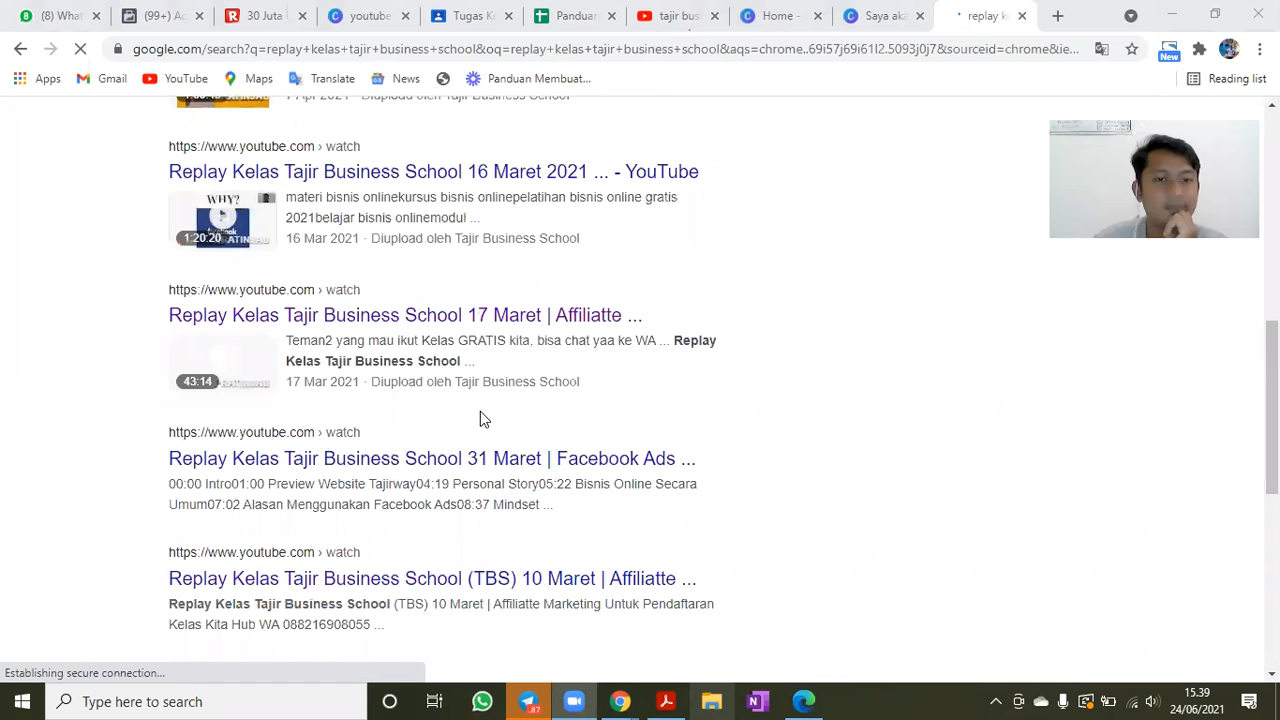 (8) What
(99+) Ad
30 Juta
youtube
Tugas K
Panduan
tajir bus
Home -
Saya aka
replay k
google.com/search?q=replay+kelas+tajir+business+school&oq=replay+kelas+tajir+business+school&aqs=chrome..69i57j69i61l2.5093j0j7&sourceid=chrome&ie...
New
Apps
Gmail
YouTube
Maps
Translate
News
Panduan Membuat...
Reading list
1 Apr 2021 · Diupload oleh Tajir Business School
https://www.youtube.com › watch
Replay Kelas Tajir Business School 16 Maret 2021 ... - YouTube
WHY?
materi bisnis onlinekursus bisnis onlinepelatihan bisnis online gratis
2021belajar bisnis onlinemodul ...
1:20:20
16 Mar 2021 · Diupload oleh Tajir Business School
https://www.youtube.com › watch
Replay Kelas Tajir Business School 17 Maret | Affiliatte ...
Teman2 yang mau ikut Kelas GRATIS kita, bisa chat yaa ke WA ... Replay
Kelas Tajir Business School ...
43:14
17 Mar 2021 · Diupload oleh Tajir Business School
https://www.youtube.com › watch
Replay Kelas Tajir Business School 31 Maret | Facebook Ads ...
00:00 Intro01:00 Preview Website Tajirway04:19 Personal Story05:22 Bisnis Online Secara
Umum07:02 Alasan Menggunakan Facebook Ads08:37 Mindset ...
https://www.youtube.com › watch
Replay Kelas Tajir Business School (TBS) 10 Maret | Affiliatte ...
Replay Kelas Tajir Business School (TBS) 10 Maret | Affiliatte Marketing Untuk Pendaftaran
Kelas Kita Hub WA 088216908055 ...
Establishing secure connection...
Type here to search
87
15.39
24/06/2021